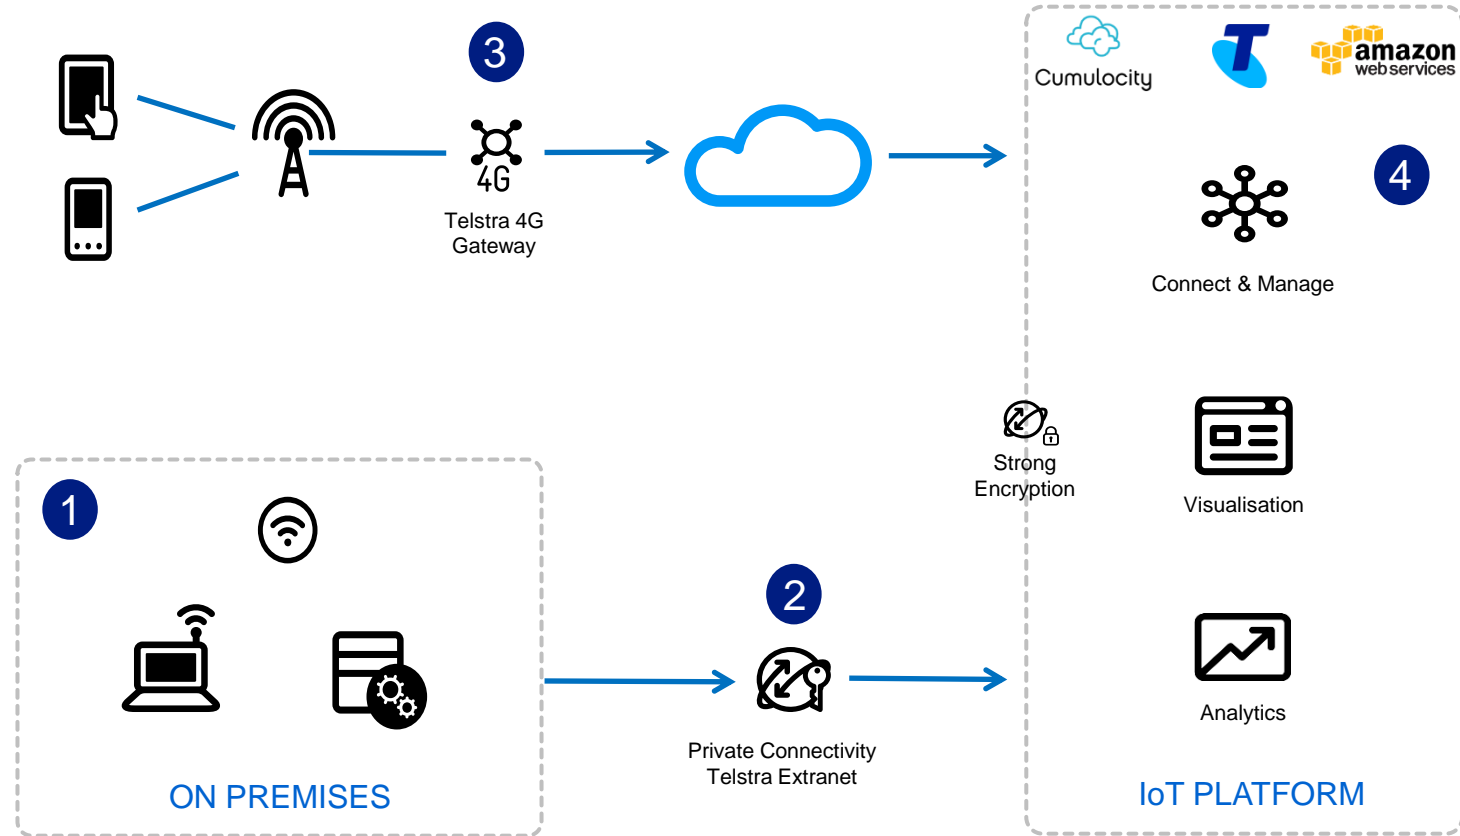 3
4G
Telstra 4G
Gateway
Cumulocity
T
amazon
webservices
4
Connect & Manage
Strong
Encryption
Visualisation
Analytics
IoT PLATFORM
1
ON PREMISES
2
Private Connectivity
Telstra Extranet